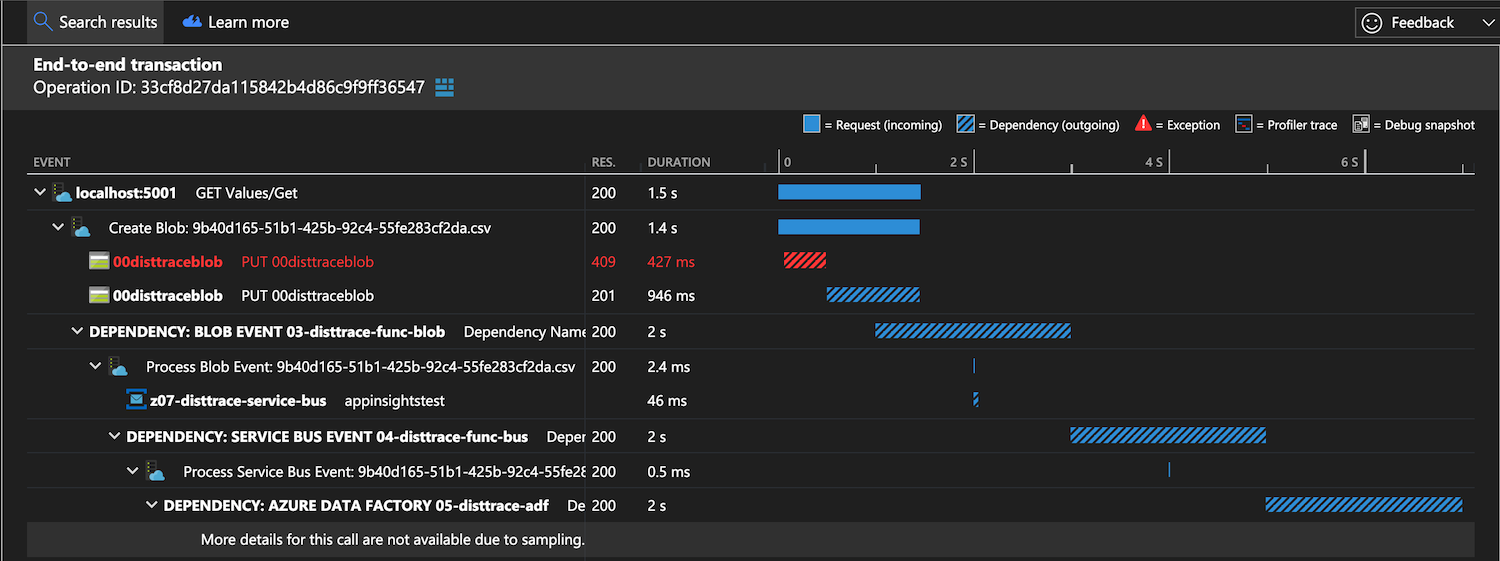 Search results Learn more Feedback
End-to-end transaction
Operation ID: 33cf8d27da115842b4d86c9f9ff36547
= Request (incoming) = Dependency (outgoing) = Exception = Profiler trace = Debug snapshot
EVENT RES. DURATION 0 2 S 4 S 6 S
localhost:5001 GET Values/Get 200 1.5 s
Create Blob: 9b40d165-51b1-425b-92c4-55fe283cf2da.csv 200 1.4 s
00disttraceblob PUT 00disttraceblob 409 427 ms
00disttraceblob PUT 00disttraceblob 201 946 ms
DEPENDENCY: BLOB EVENT 03-disttrace-func-blob Dependency Name 200 2 s
Process Blob Event: 9b40d165-51b1-425b-92c4-55fe283cf2da.csv 200 2.4 ms
z07-disttrace-service-bus appinsightstest 46 ms
DEPENDENCY: SERVICE BUS EVENT 04-disttrace-func-bus Deper 200 2 s
Process Service Bus Event: 9b40d165-51b1-425b-92c4-55fe28 200 0.5 ms
DEPENDENCY: AZURE DATA FACTORY 05-disttrace-adf De 200 2 s
More details for this call are not available due to sampling.